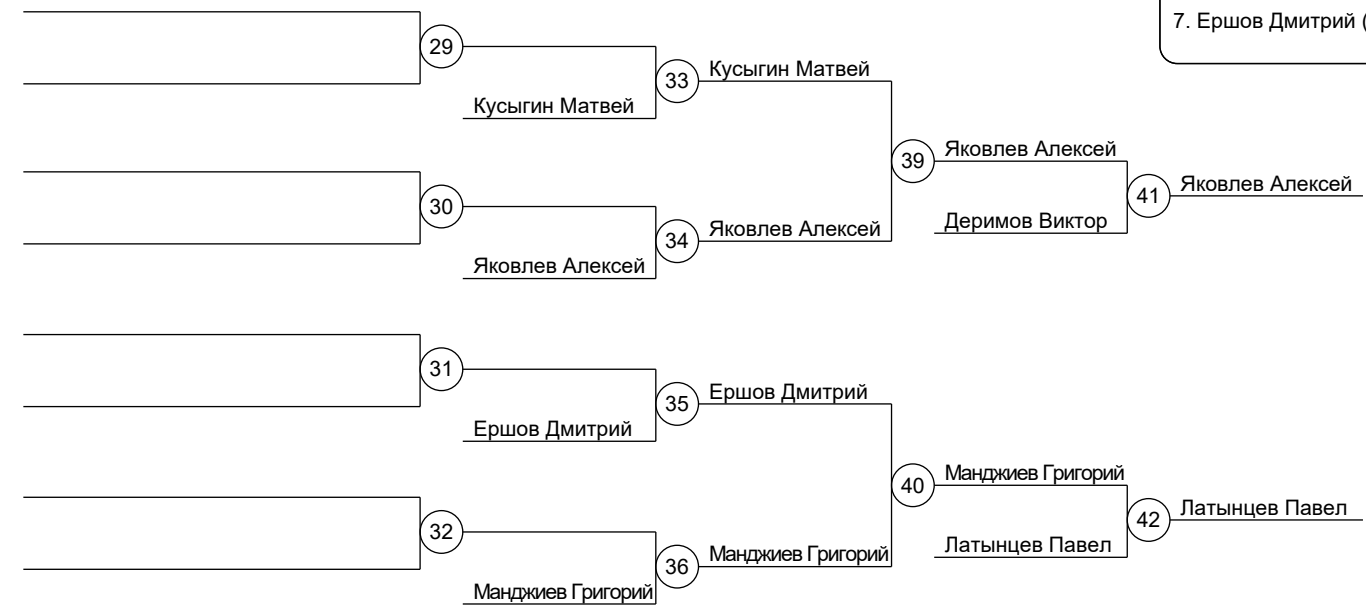 7. Ершов Дмитрий (
29
33
Кусыгин Матвей
Кусыгин Матвей
39
Яковлев Алексей
41
Яковлев Алексей
30
34
Яковлев Алексей
Деримов Виктор
Яковлев Алексей
31
35
Ершов Дмитрий
Ершов Дмитрий
40
Манджиев Григорий
42
Латынцев Павел
32
36
Манджиев Григорий
Латынцев Павел
Манджиев Григорий